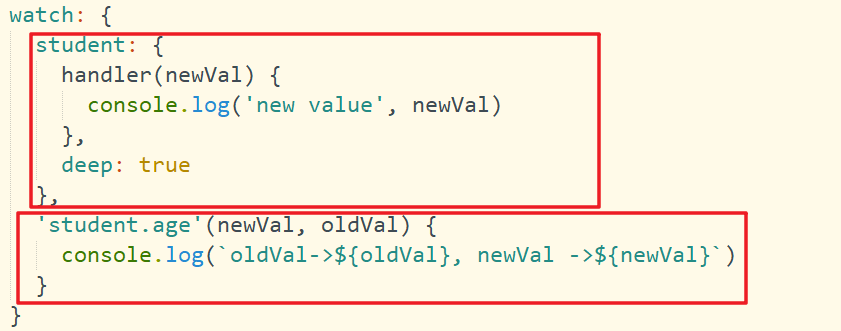 watch: {
  student: {
    handler(newVal) {
      console.log('new value', newVal)
    },
    deep: true
  },
  'student.age'(newVal, oldVal) {
    console.log(`oldVal->${oldVal}, newVal ->${newVal}`)
  }
}